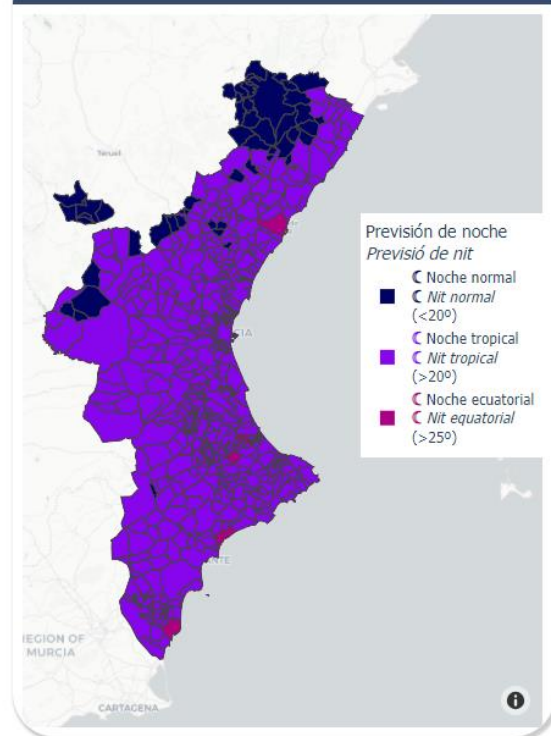 Teruel
Previsión de noche
Previsió de nit
Noche normal
Nit normal
(<20º)
Noche tropical
Nit tropical
(>20º)
Noche ecuatorial
Nit equatorial
(>25º)
REGION OF
MURCIA
CARTAGENA